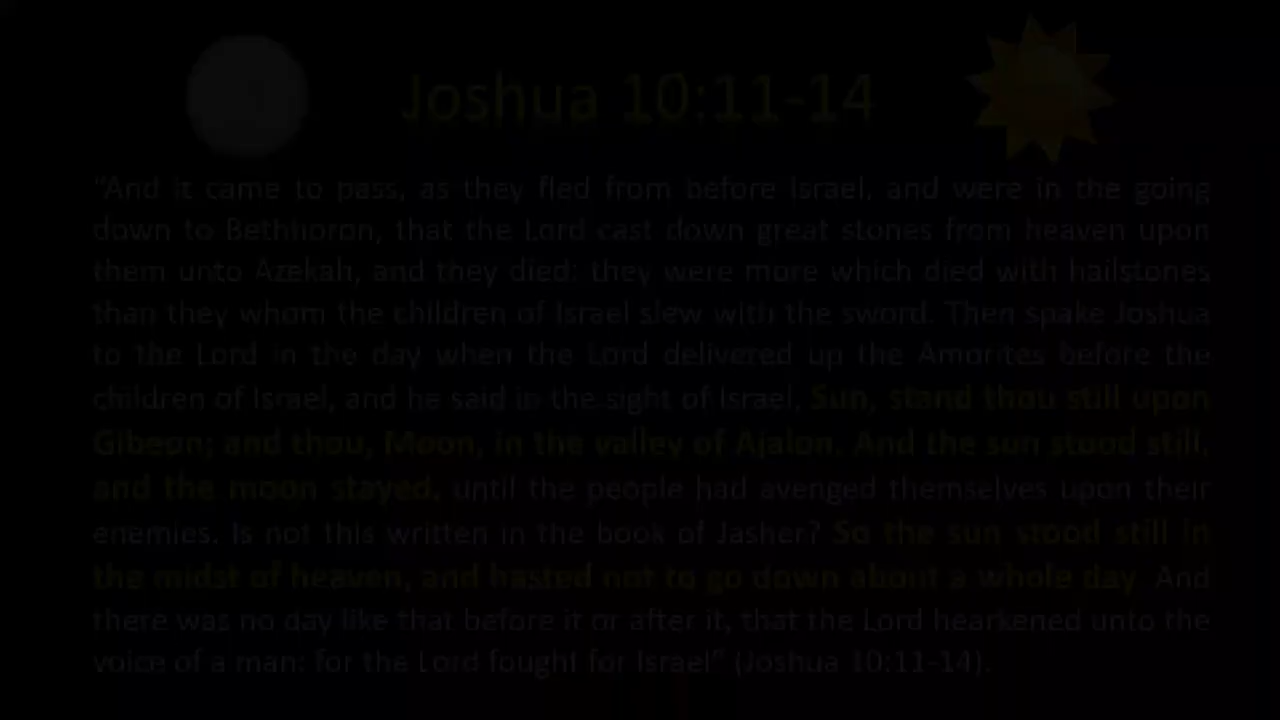 Joshua 10:11-14
"And it came to pass, as they fled from before Israel, and were in the going
down to Bethhoron, that the Lord cast down great stones from heaven upon
them unto Azekah, and they died: they were more which died with hailstones
than they whom the children of Israel slew with the sword. Then spake Joshua
to the Lord in the day when the Lord delivered up the Amorites before the
children of Israel, and he said in the sight of Israel, Sun, stand thou still upon
Gibeon; and thou, Moon, in the valley of Ajalon. And the sun stood still,
and the moon stayed, until the people had avenged themselves upon their
enemies. Is not this written in the book of Jasher? So the sun stood still in
the midst of heaven, and hasted not to go down about a whole day. And
there was no day like that before it or after it, that the Lord hearkened unto the
voice of a man: for the Lord fought for Israel" (Joshua 10:11-14).